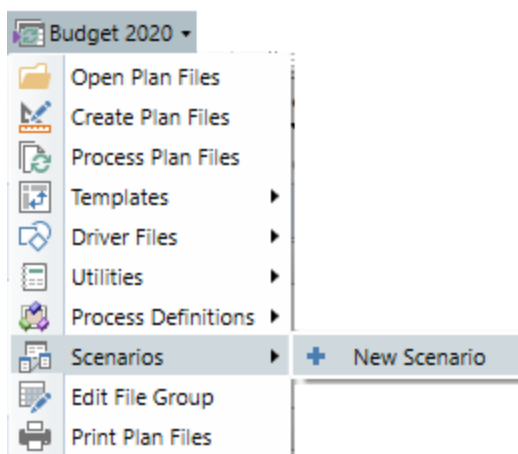 Budget 2020
Open Plan Files
Create Plan Files
Process Plan Files
Templates
Driver Files
Utilities
Process Definitions
Scenarios
New Scenario
Edit File Group
Print Plan Files